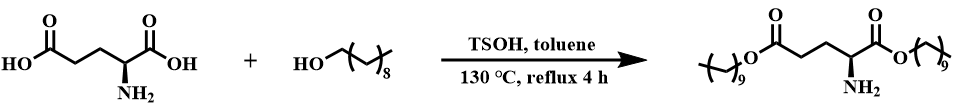 O O
HO OH
NH2
+
HO 8
TSOH, toluene
130 °C, reflux 4 h
O O
9 O O 9
NH2